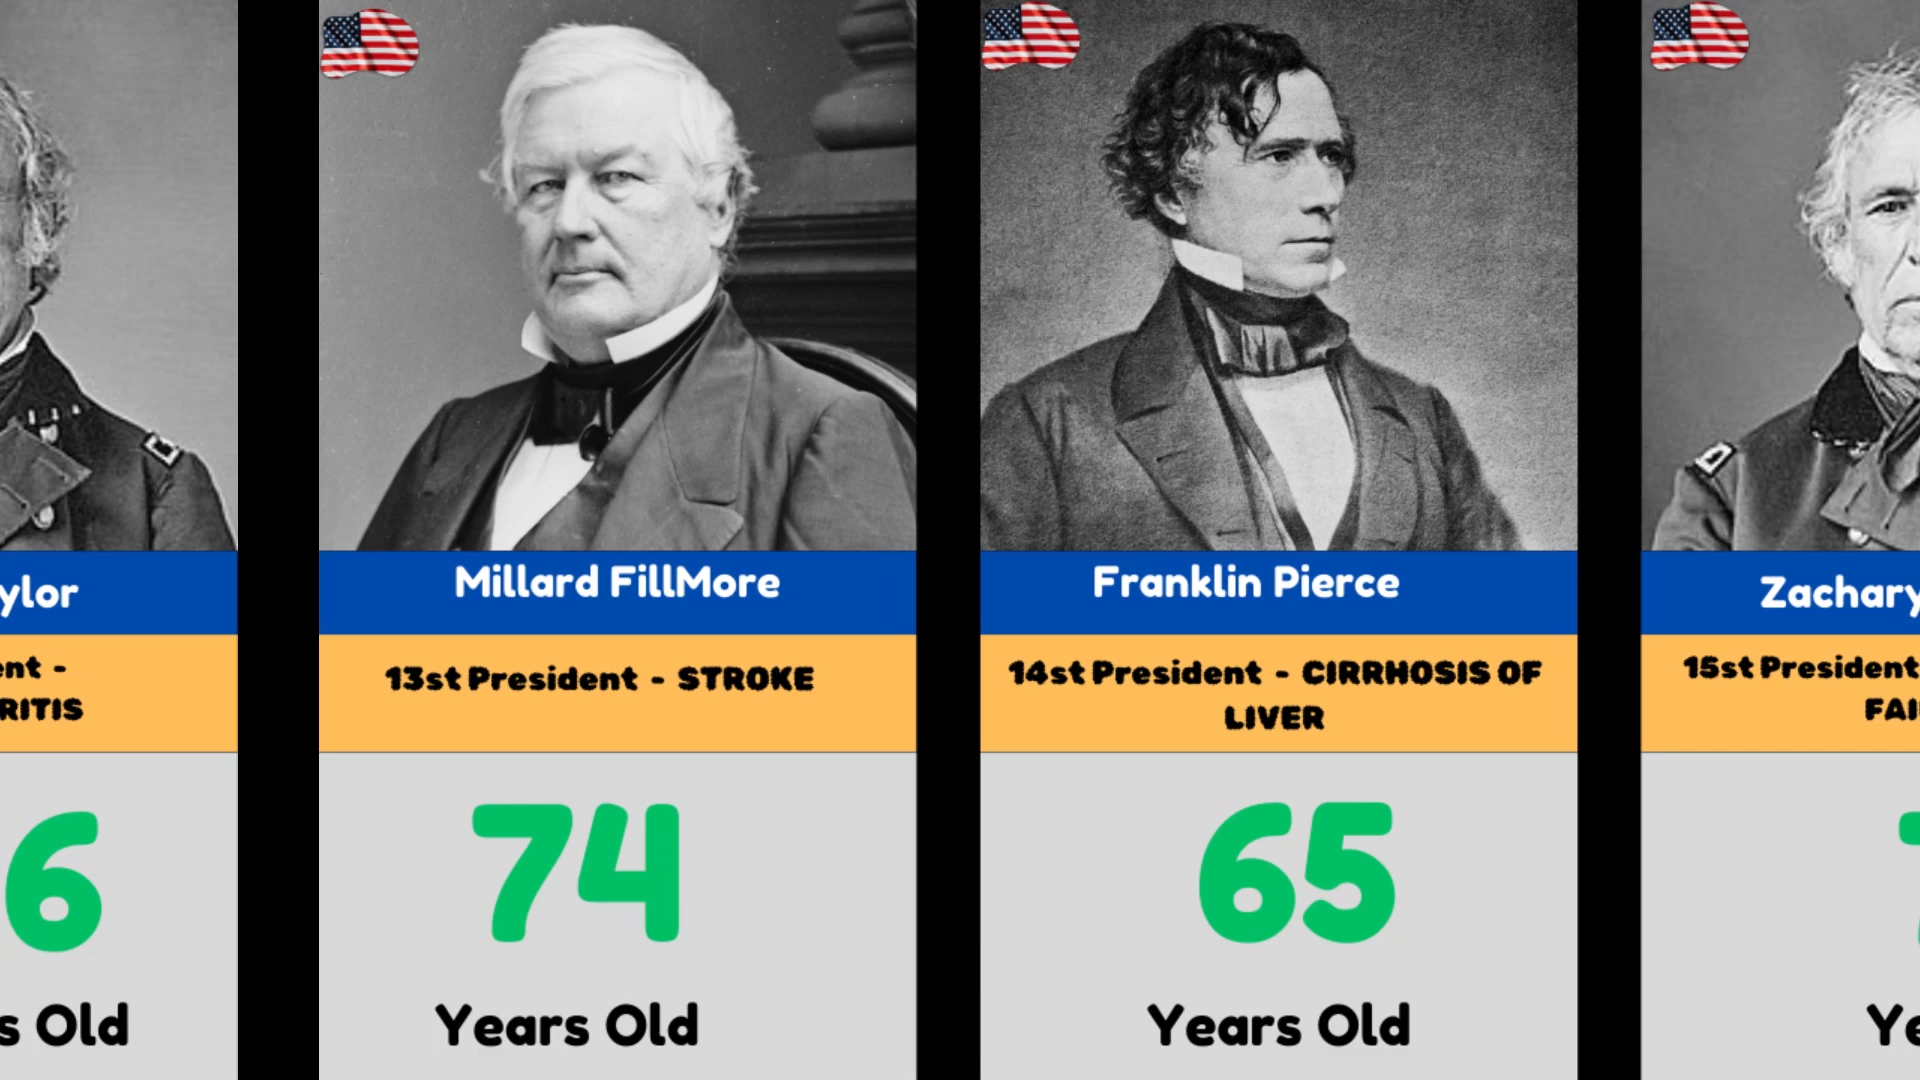 ylor
ent -
RITIS
6
s Old
Millard FillMore
13st President - STROKE
74
Years Old
Franklin Pierce
14st President - CIRRHOSIS OF
LIVER
65
Years Old
Zachary
15st President
FAI
7
Ye